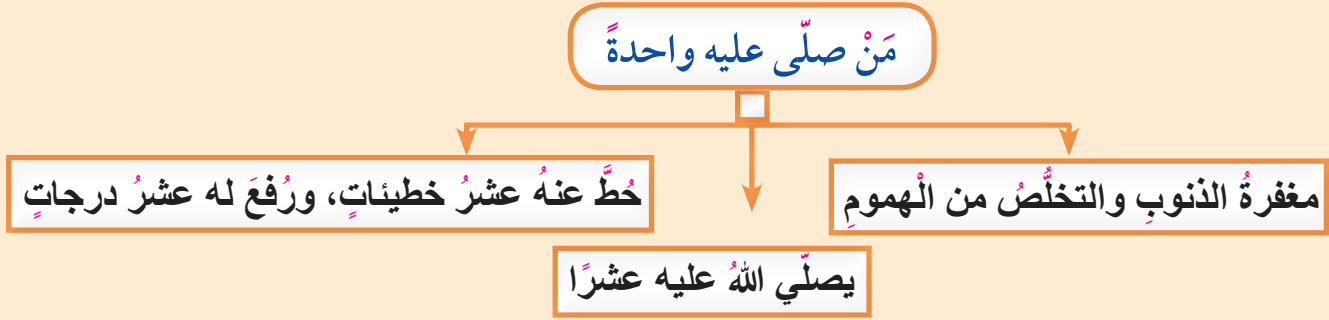 مَنْ صلّى عليه واحدةً
مغفرةُ الذنوبِ والتخلُّصُ من الْهمومِ
يصلّي اللهُ عليه عشرًا
حُطَّ عنهُ عشرُ خطيئاتٍ، ورُفعَ له عشرُ درجاتٍ